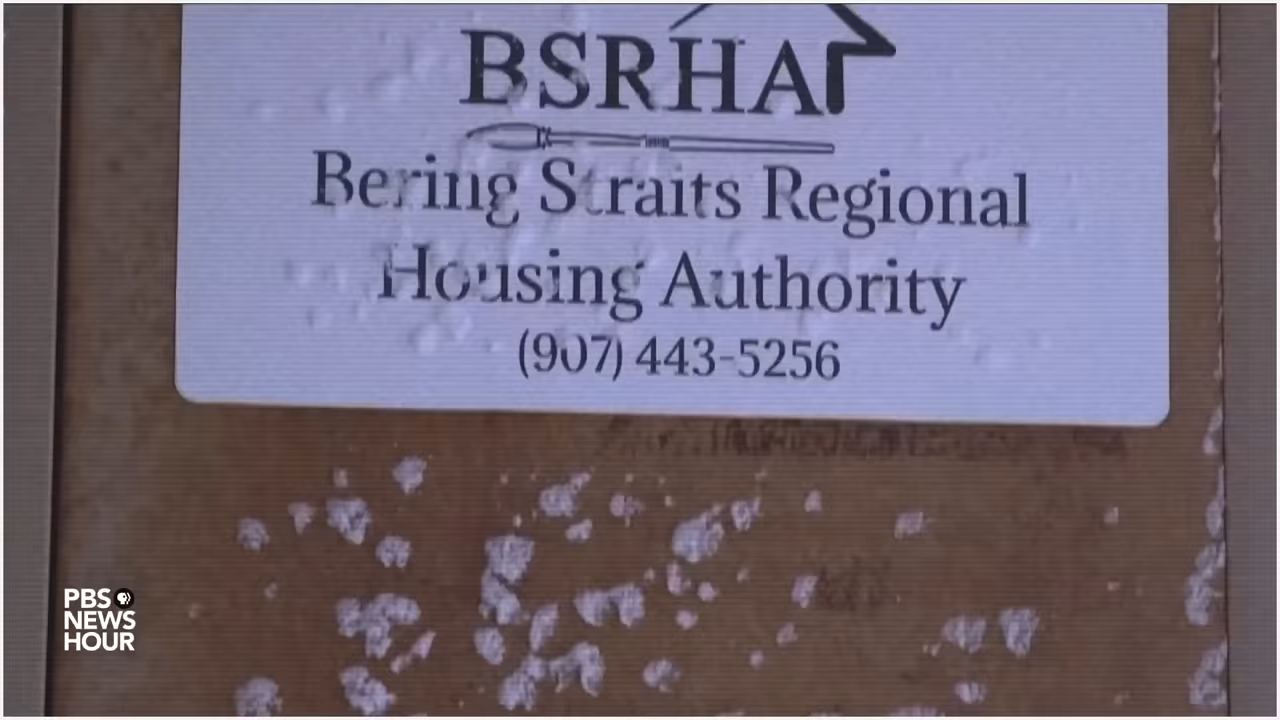 BSRHA
Bering Straits Regional
Housing Authority
(907) 443-5256
PBS
NEWS
HOUR